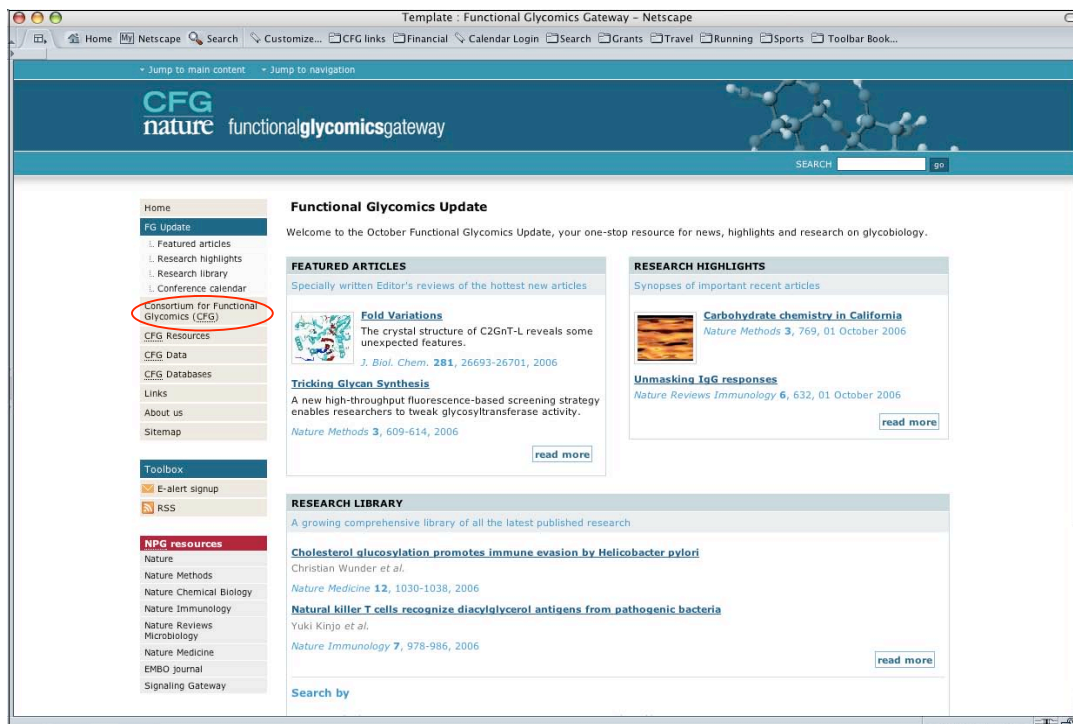 Template : Functional Glycomics Gateway – Netscape
Home My Netscape Search Customize... CFG links Financial Calendar Login Search Grants Travel Running Sports Toolbar Book...
Jump to main content Jump to navigation
CFG
nature functionalglycomicsgateway
SEARCH go
Home
FG Update
Featured articles
Research highlights
Research library
Conference calendar
Consortium for Functional
Glycomics (CFG)
CFG Resources
CFG Data
CFG Databases
Links
About us
Sitemap
Toolbox
E-alert signup
RSS
NPG resources
Nature
Nature Methods
Nature Chemical Biology
Nature Immunology
Nature Reviews
Microbiology
Nature Medicine
EMBO journal
Signaling Gateway
Functional Glycomics Update
Welcome to the October Functional Glycomics Update, your one-stop resource for news, highlights and research on glycobiology.
FEATURED ARTICLES
Specially written Editor's reviews of the hottest new articles
Fold Variations
The crystal structure of C2GnT-L reveals some
unexpected features.
J. Biol. Chem. 281, 26693-26701, 2006
Tricking Glycan Synthesis
A new high-throughput fluorescence-based screening strategy
enables researchers to tweak glycosyltransferase activity.
Nature Methods 3, 609-614, 2006
read more
RESEARCH HIGHLIGHTS
Synopses of important recent articles
Carbohydrate chemistry in California
Nature Methods 3, 769, 01 October 2006
Unmasking IgG responses
Nature Reviews Immunology 6, 632, 01 October 2006
read more
RESEARCH LIBRARY
A growing comprehensive library of all the latest published research
Cholesterol glucosylation promotes immune evasion by Helicobacter pylori
Christian Wunder et al.
Nature Medicine 12, 1030-1038, 2006
Natural killer T cells recognize diacylglycerol antigens from pathogenic bacteria
Yuki Kinjo et al.
Nature Immunology 7, 978-986, 2006
read more
Search by